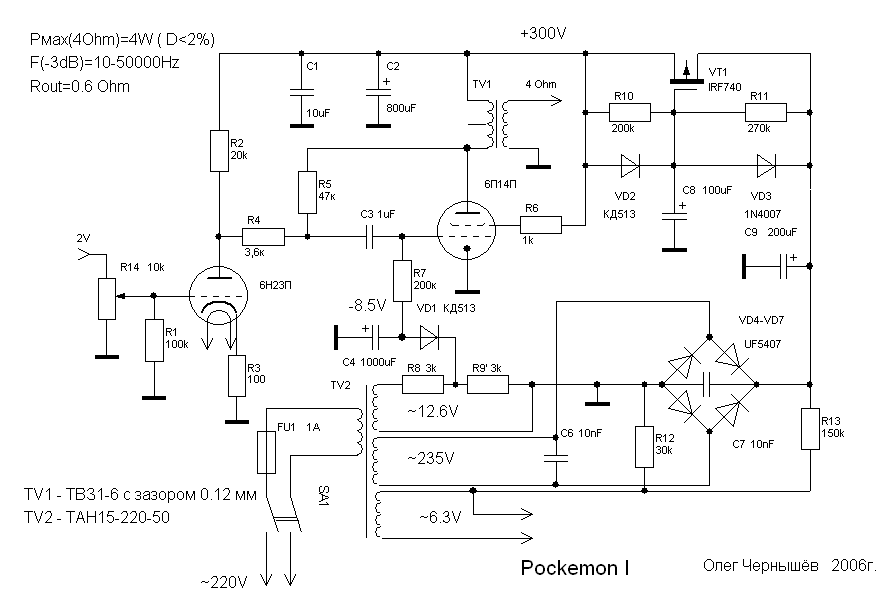 Рмах(4Ohm)=4W ( D<2%)
F(-3dB)=10-50000Hz
Rout=0.6 Ohm
+300V
C1
10uF
C2
+
800uF
TV1
4 Ohm
VT1
IRF740
R10
200k
R11
270k
R2
20k
R5
47к
6П14П
VD2
КД513
C8 100uF
+
VD3
1N4007
C9 200uF
+
R6
1k
C3 1uF
R4
3,6к
2V
R14 10k
6Н23П
R7
200к
-8.5V
VD1 КД513
+
C4 1000uF
R1
100k
R3
100
VD4-VD7
UF5407
TV2
R8 3k
R9' 3k
~12.6V
FU1 1A
~235V
C6 10nF
R12
30k
C7 10nF
R13
150k
SA1
~6.3V
TV1 - ТВЗ1-6 с зазором 0.12 мм
TV2 - ТАН15-220-50
~220V
Pockemon I
Олег Чернышёв 2006г.